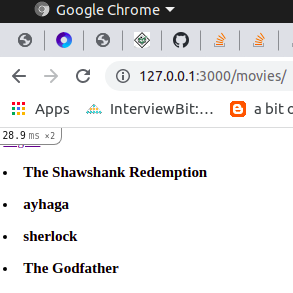 Google Chrome
127.0.0.1:3000/movies/
Apps InterviewBit:... a bit o
28.9 ms ×2
The Shawshank Redemption
ayhaga
sherlock
The Godfather